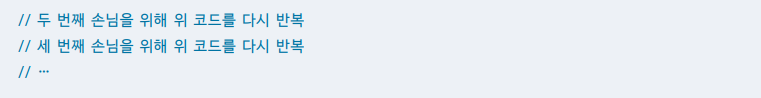 // 두 번째 손님을 위해 위 코드를 다시 반복
// 세 번째 손님을 위해 위 코드를 다시 반복
// ···